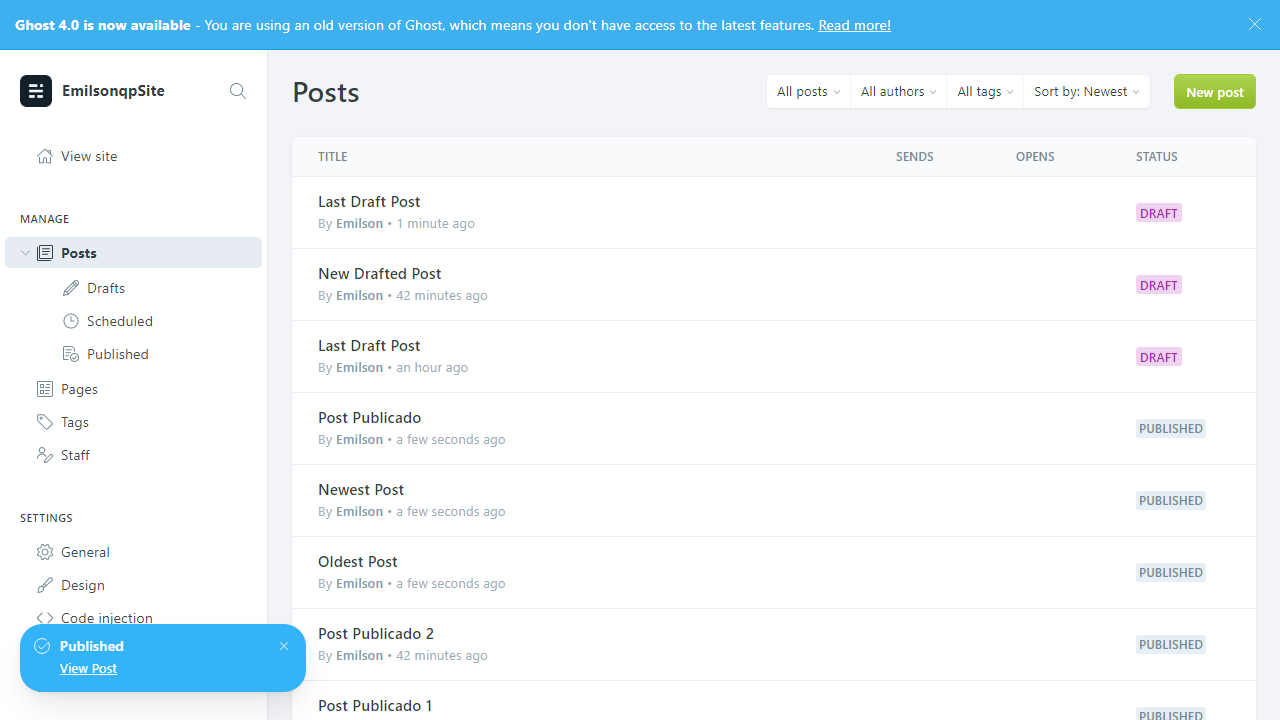 Ghost 4.0 is now available - You are using an old version of Ghost, which means you don't have access to the latest features. Read more!
EmilsonqpSite
View site
MANAGE
Posts
Drafts
Scheduled
Published
Pages
Tags
Staff
SETTINGS
General
Design
Code injection
Published
View Post
Posts
All posts
All authors
All tags
Sort by: Newest
New post
TITLE SENDS OPENS STATUS
Last Draft Post
By Emilson • 1 minute ago
DRAFT
New Drafted Post
By Emilson • 42 minutes ago
DRAFT
Last Draft Post
By Emilson • an hour ago
DRAFT
Post Publicado
By Emilson • a few seconds ago
PUBLISHED
Newest Post
By Emilson • a few seconds ago
PUBLISHED
Oldest Post
By Emilson • a few seconds ago
PUBLISHED
Post Publicado 2
By Emilson • 42 minutes ago
PUBLISHED
Post Publicado 1
PUBLISHED